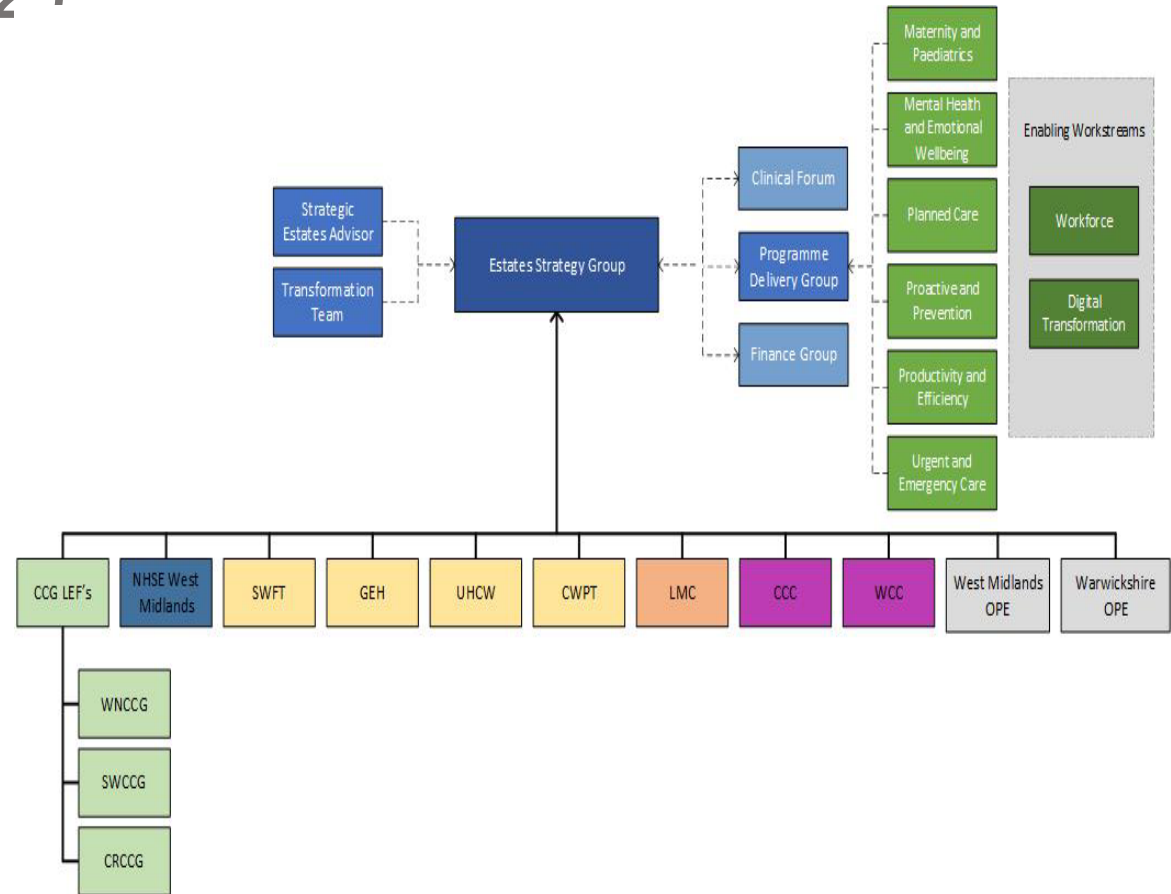 Maternity and
Paediatrics
Mental Health
and Emotional
Wellbeing
Enabling Workstreams
Clinical Forum
Strategic
Estates Advisor
Planned Care
Workforce
Estates Strategy Group
Programme
Delivery Group
Transformation
Team
Proactive and
Prevention
Digital
Transformation
Finance Group
Productivity and
Efficiency
Urgent and
Emergency Care
CCG LEF's
NHSE West
Midlands
SWFT
GEH
UHCW
CWPT
LMC
CCC
WCC
West Midlands
OPE
Warwickshire
OPE
WNCCG
SWCCG
CRCCG